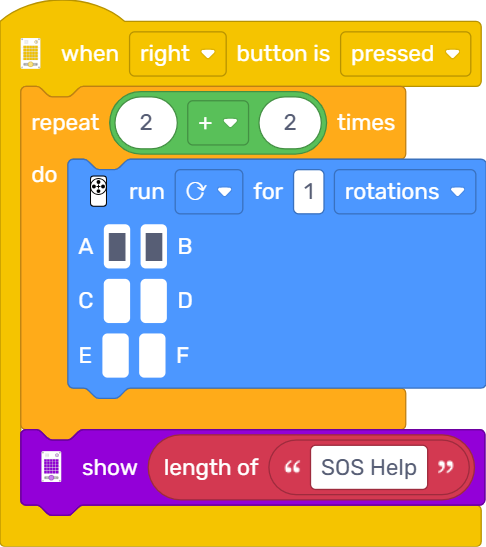 when right button is pressed
repeat 2 + 2 times
do
run for 1 rotations
A B
C D
E F
show length of “ SOS Help ”